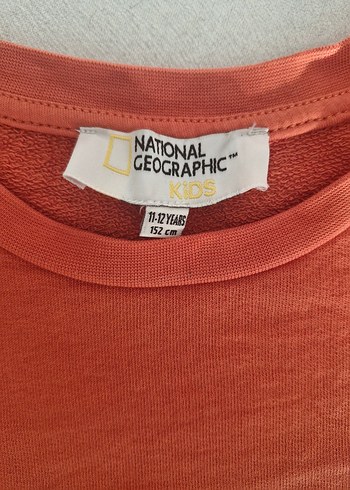 NATIONAL
GEOGRAPHIC™
KIDS
11-12 YEARS
152 cm